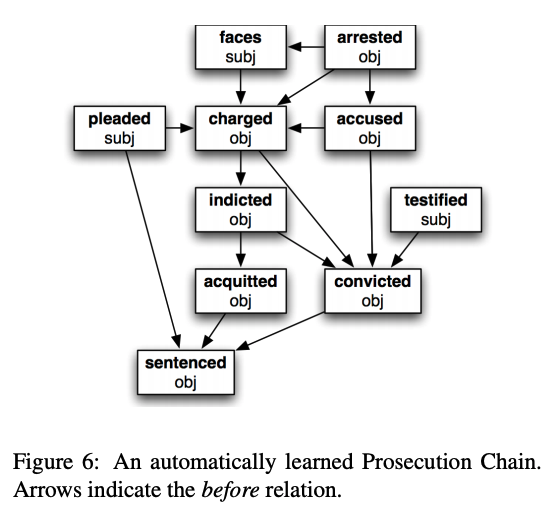 faces
subj
arrested
obj
pleaded
subj
charged
obj
accused
obj
indicted
obj
testified
subj
acquitted
obj
convicted
obj
sentenced
obj
Figure 6: An automatically learned Prosecution Chain.
Arrows indicate the before relation.